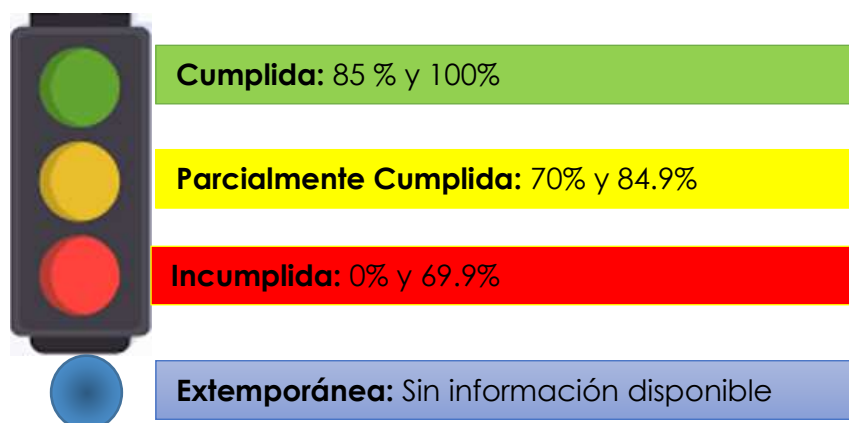 Cumplida: 85 % y 100%
Parcialmente Cumplida: 70% y 84.9%
Incumplida: 0% y 69.9%
Extemporánea: Sin información disponible